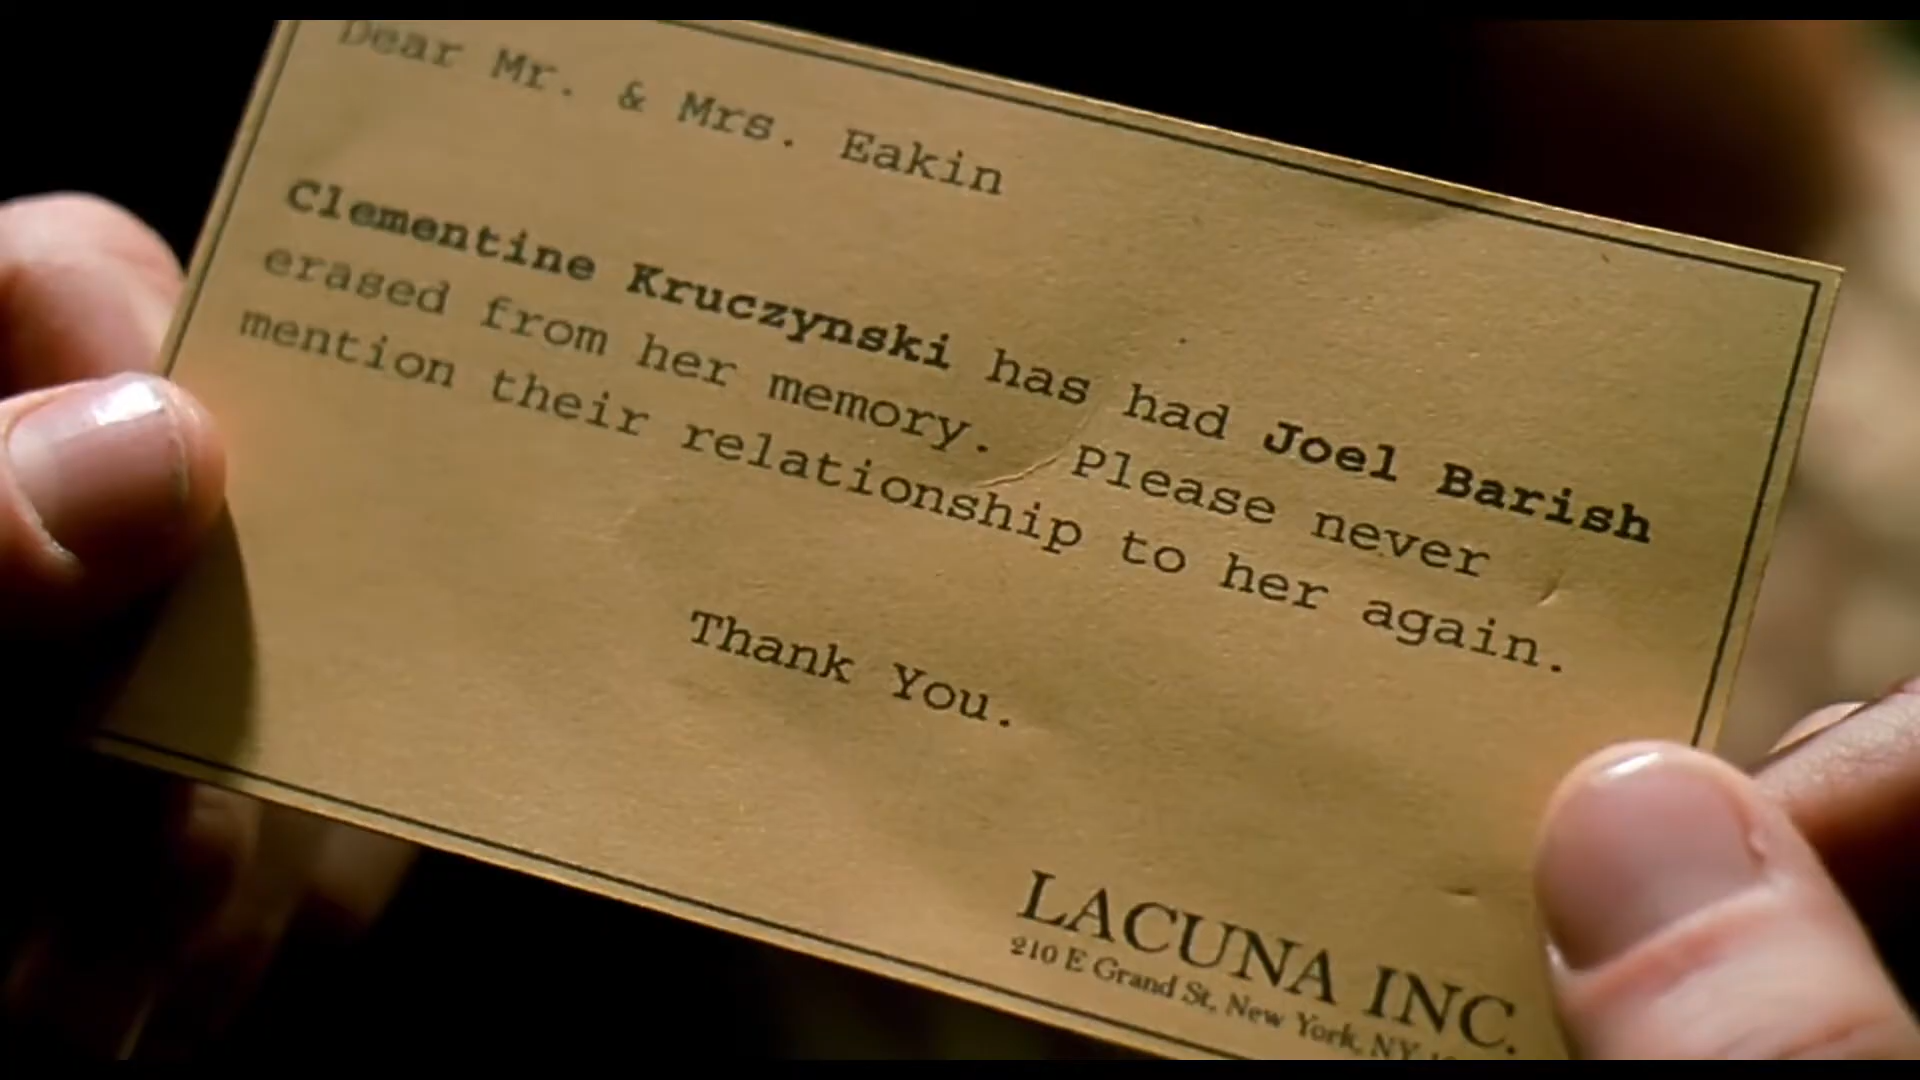 Dear Mr. & Mrs. Eakin
Clementine Kruczynski has had Joel Barish
erased from her memory. Please never
mention their relationship to her again.
Thank You.
LACUNA INC.
210 E Grand St, New York, NY